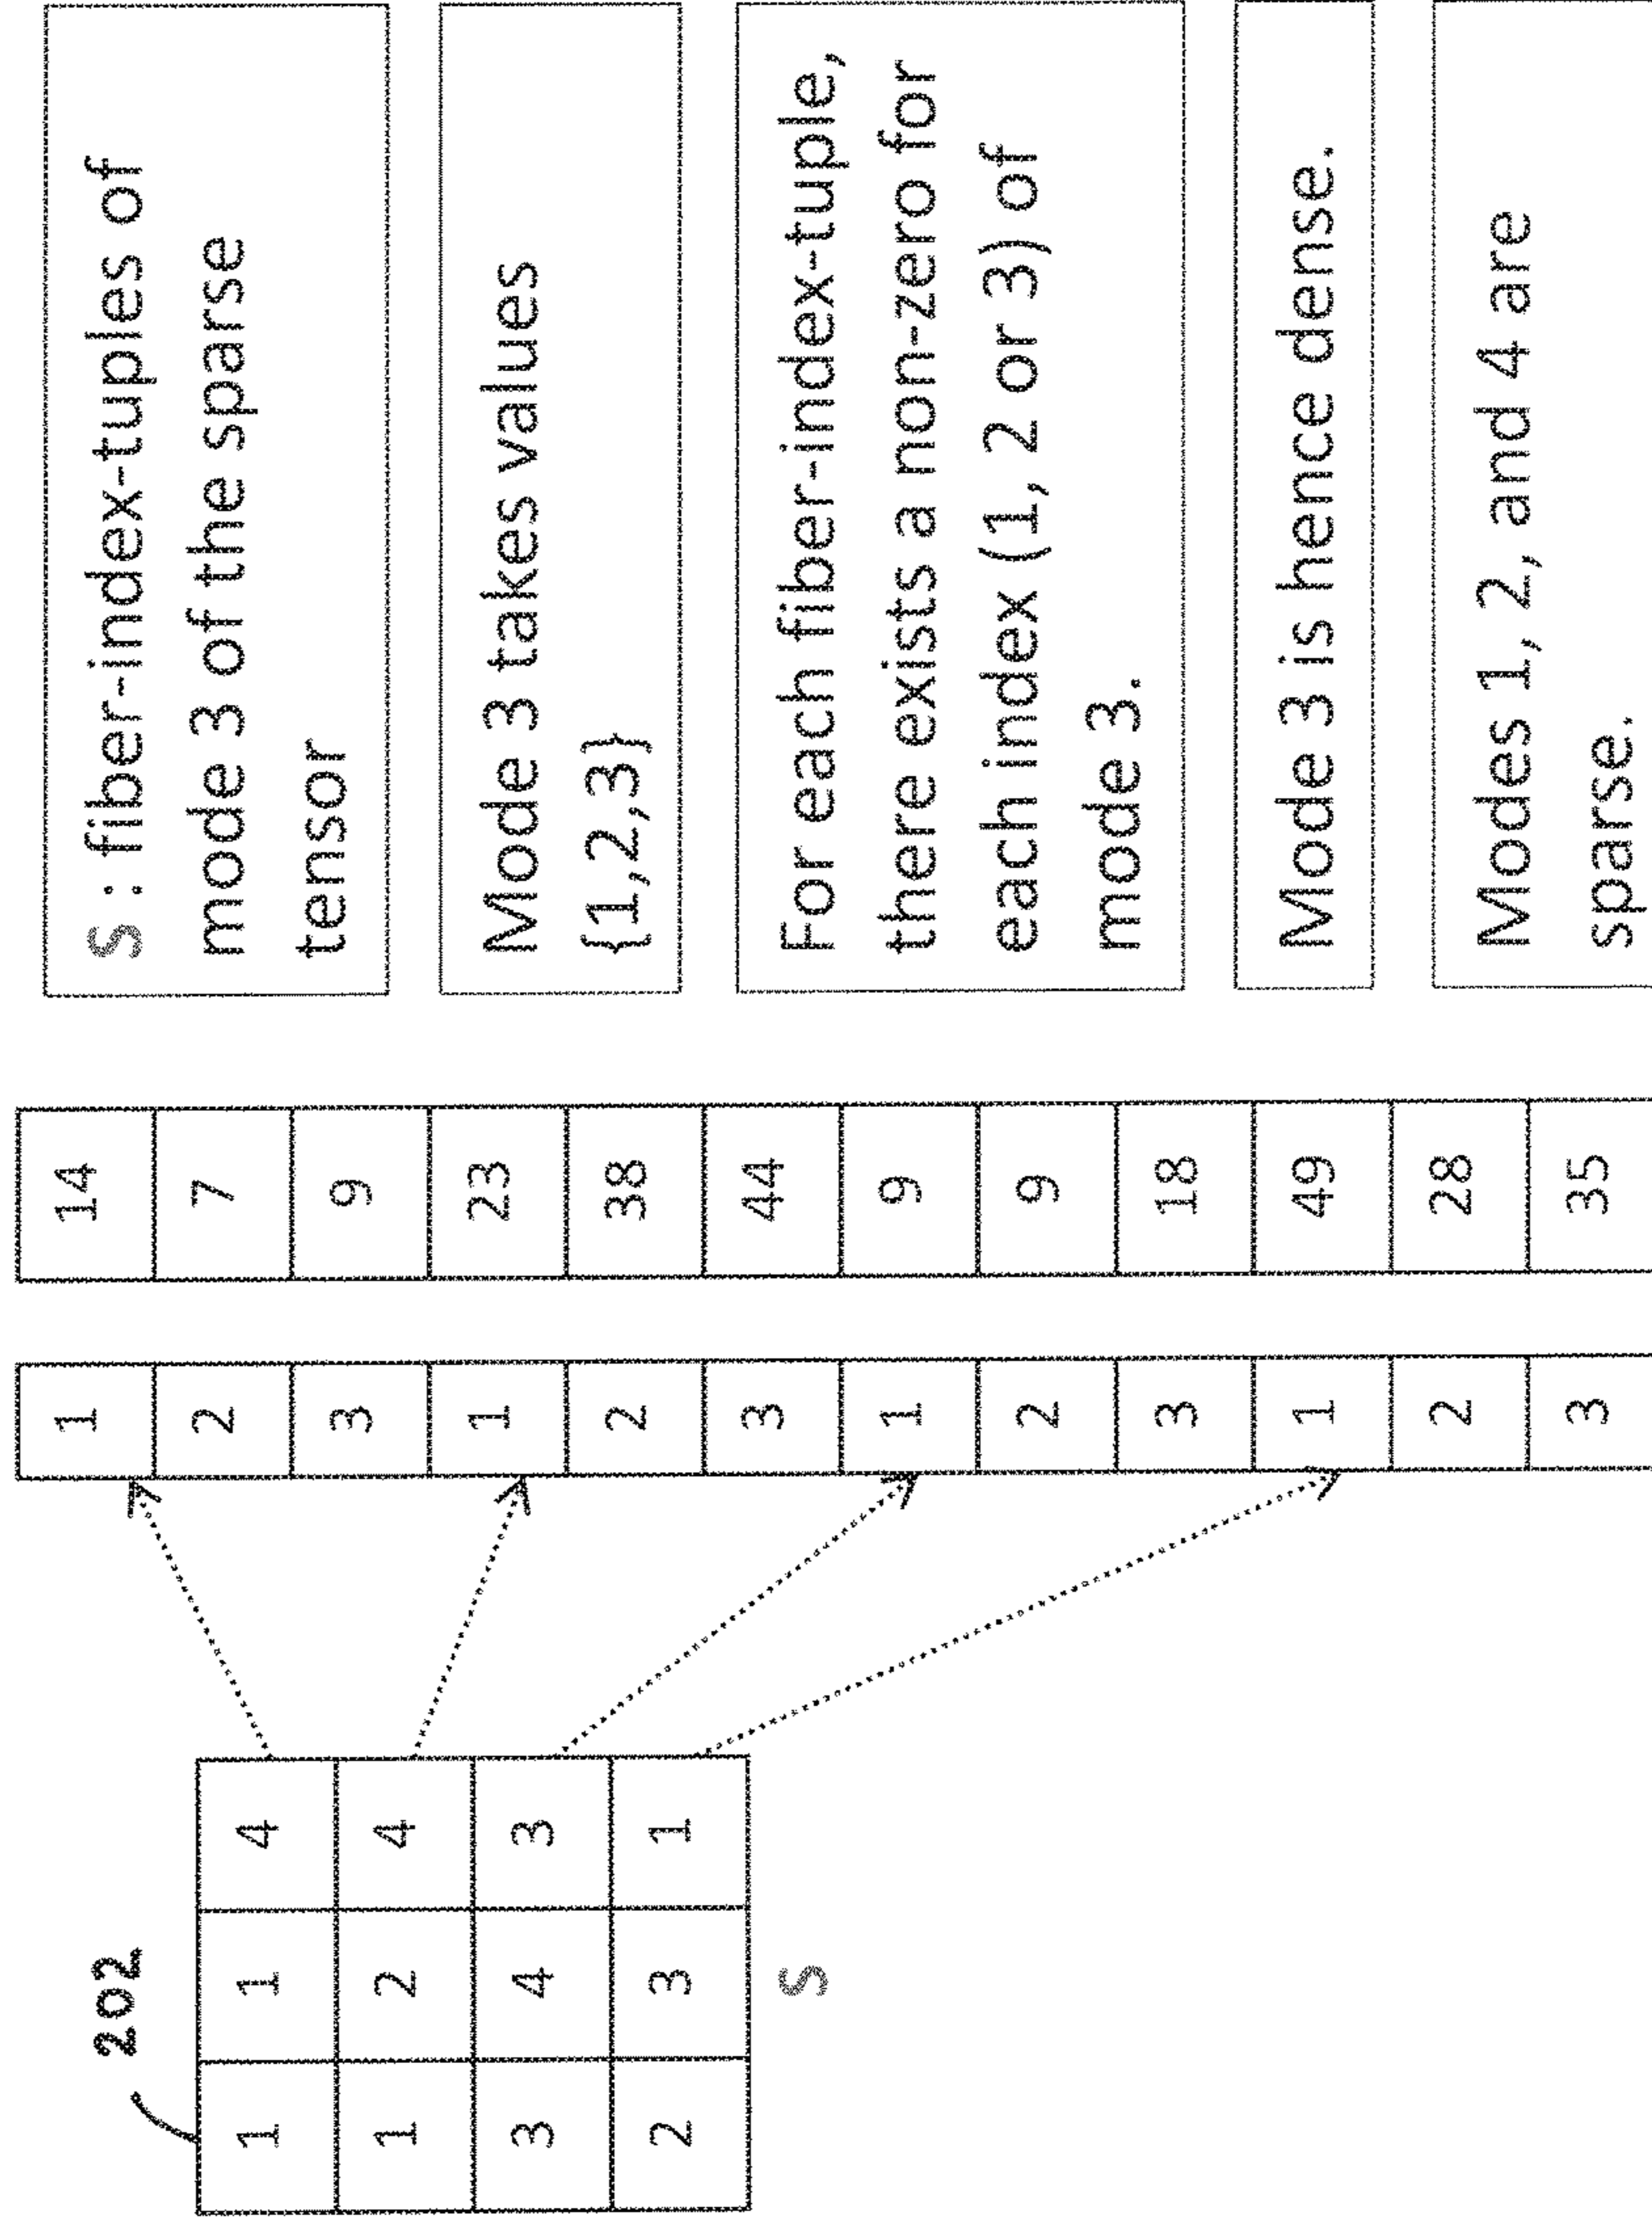 202
1 1 4
1 2 4
3 4 3
2 3 1
S
1 14
2 7
3 9
1 23
2 38
3 44
1 9
2 9
3 18
1 49
2 28
3 35
S : fiber-index-tuples of
mode 3 of the sparse
tensor
Mode 3 takes values
{1,2,3}
For each fiber-index-tuple,
there exists a non-zero for
each index (1, 2 or 3) of
mode 3.
Mode 3 is hence dense.
Modes 1, 2, and 4 are
sparse.